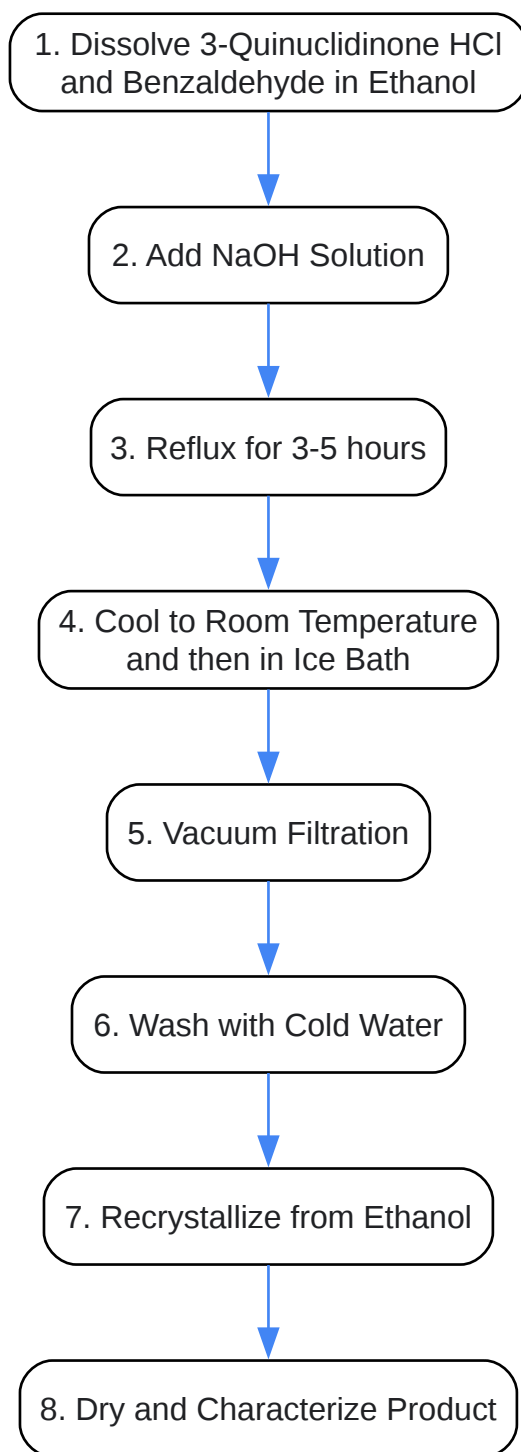 1. Dissolve 3-Quinuclidinone HCl
and Benzaldehyde in Ethanol
2. Add NaOH Solution
3. Reflux for 3-5 hours
4. Cool to Room Temperature
and then in Ice Bath
5. Vacuum Filtration
6. Wash with Cold Water
7. Recrystallize from Ethanol
8. Dry and Characterize Product